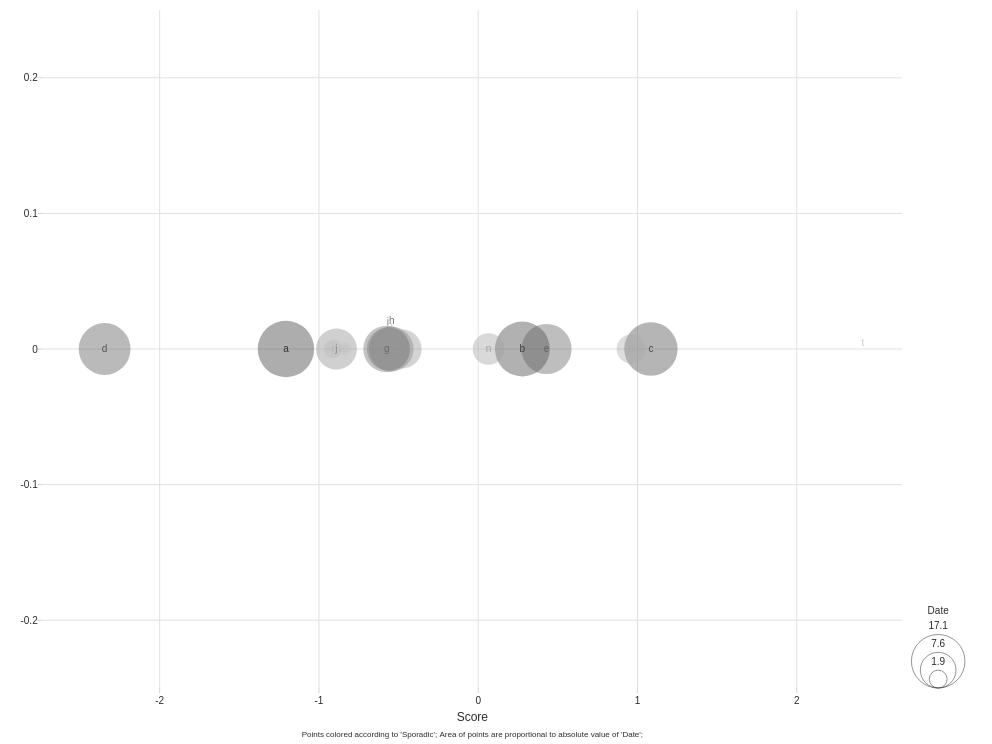 0.2
0.1
jh
t
0
d
a
j
g
n
b
e
c
-0.1
-0.2
Date
17.1
7.6
1.9
-2
-1
0
1
2
Score
Points colored according to 'Sporadic'; Area of points are proportional to absolute value of 'Date';